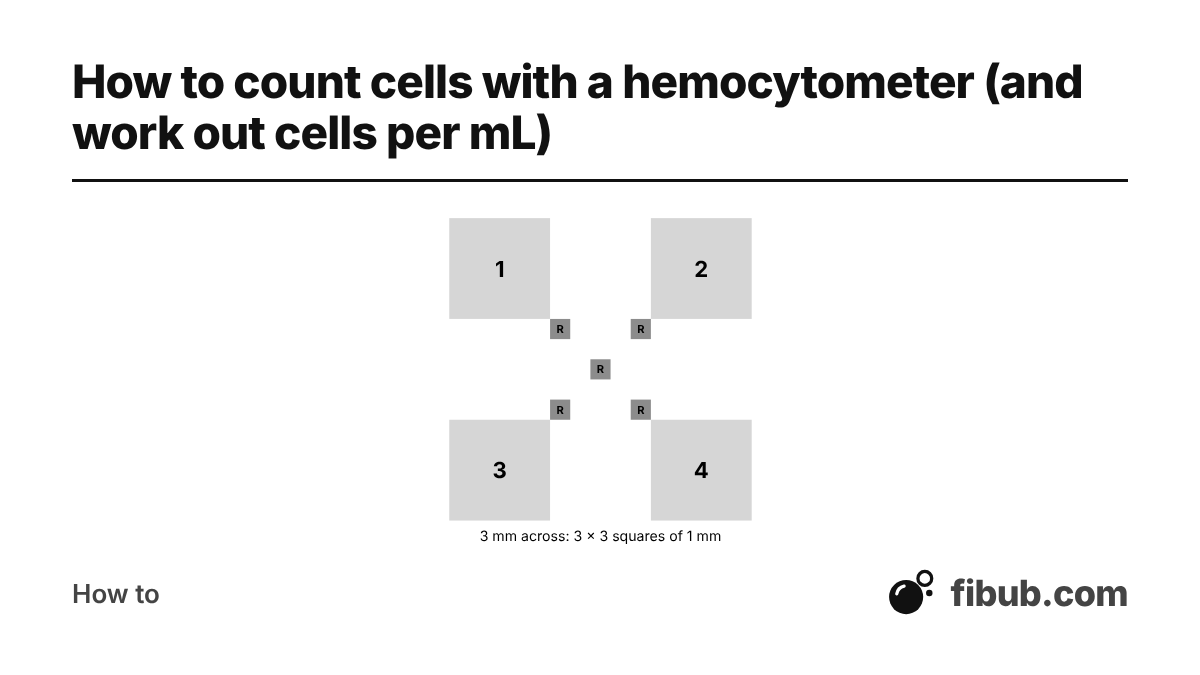 How to count cells with a hemocytometer (and
work out cells per mL)
1
2
R
R
R
R
R
3
4
3 mm across: 3 × 3 squares of 1 mm
How to
fibub.com